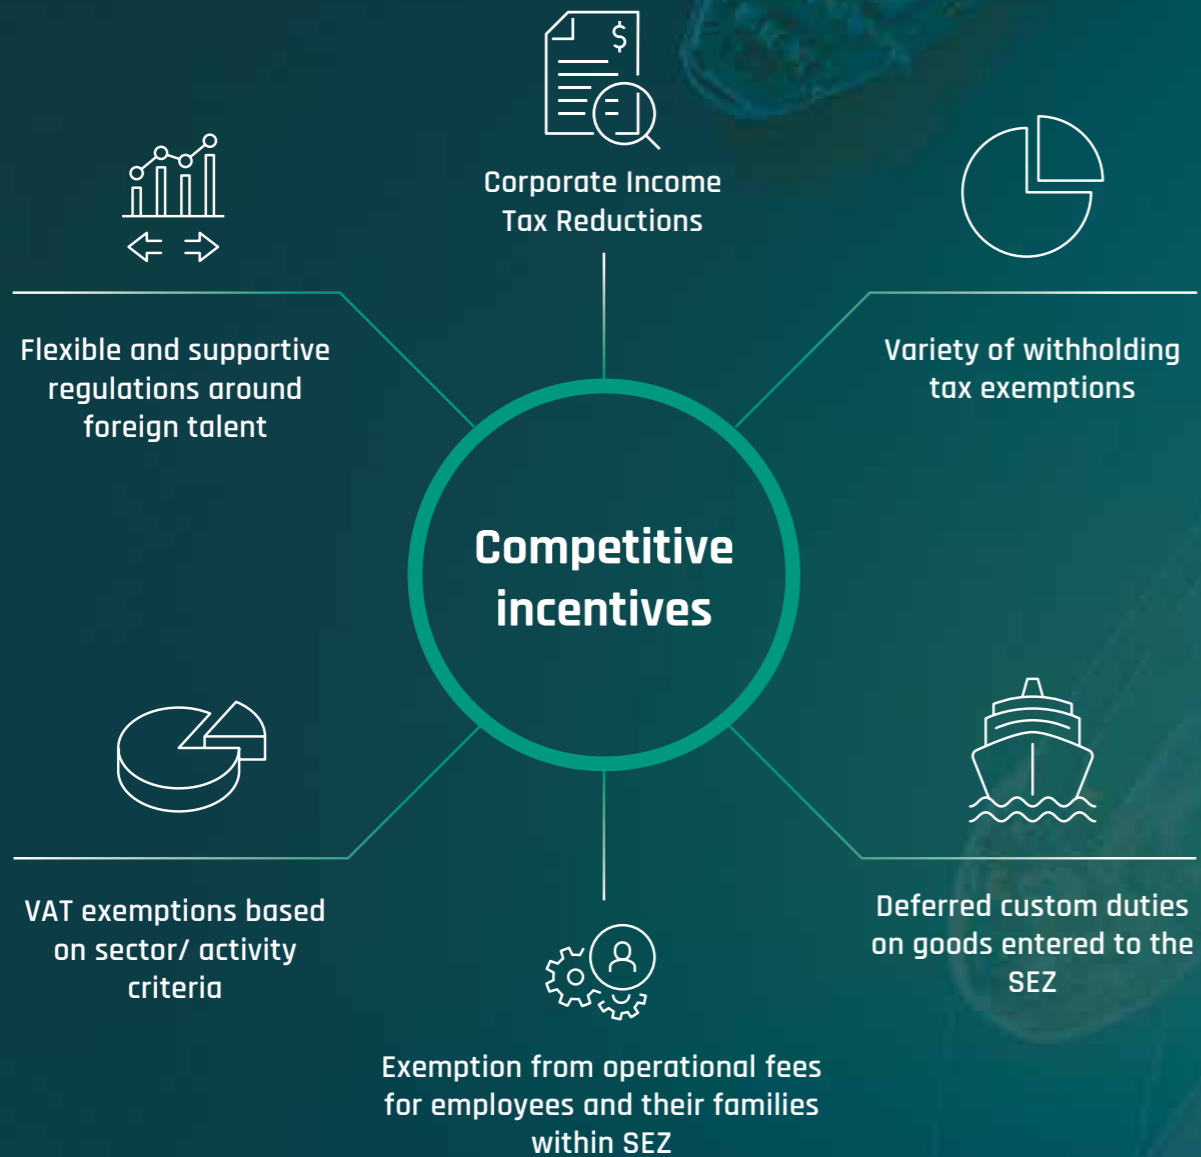 $
Corporate Income
Tax Reductions
Flexible and supportive
regulations around
foreign talent
Variety of withholding
tax exemptions
Competitive
incentives
VAT exemptions based
on sector/ activity
criteria
Deferred custom duties
on goods entered to the
SEZ
Exemption from operational fees
for employees and their families
within SEZ